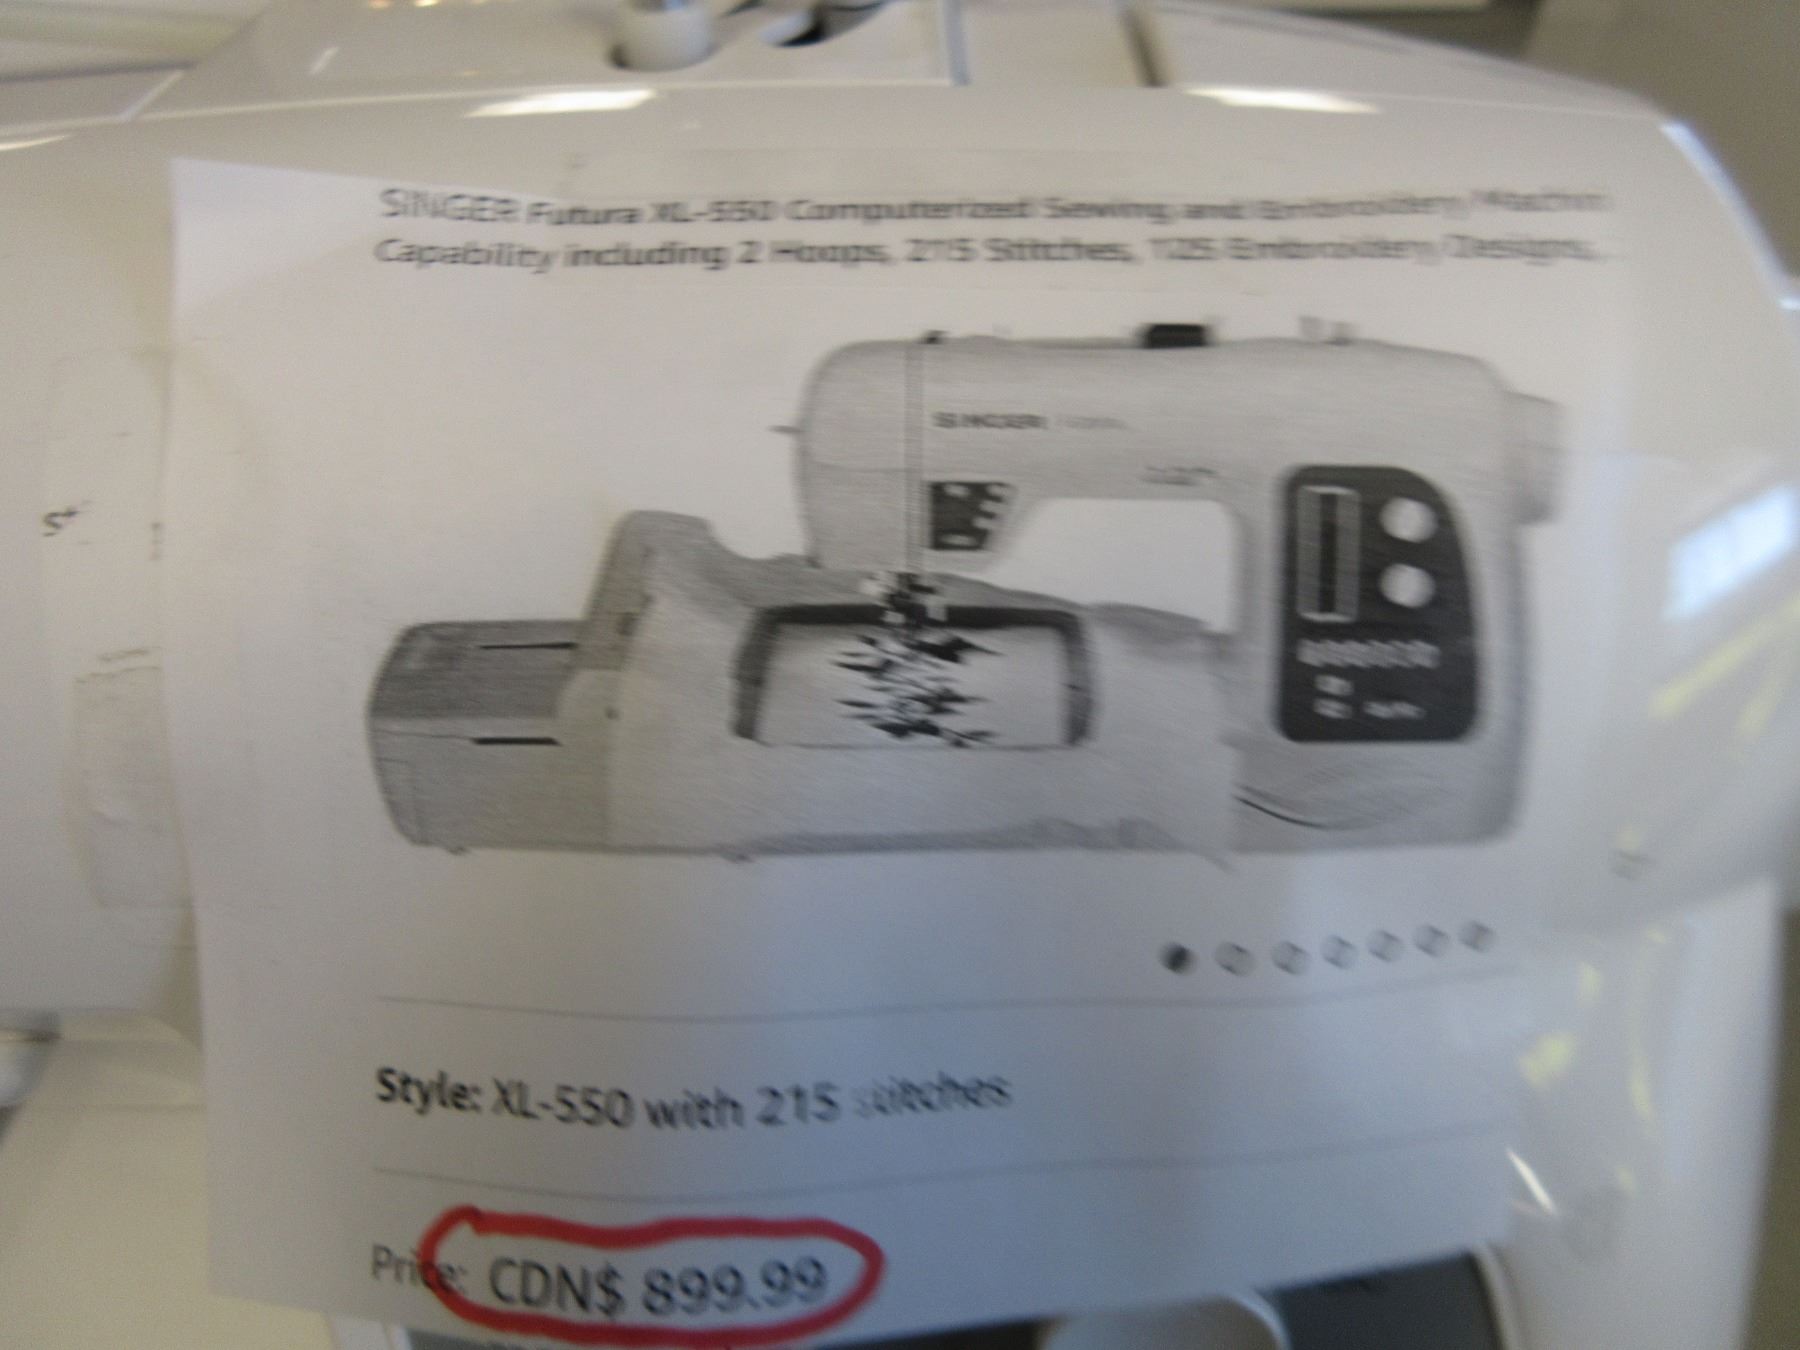 SINGER Futura XL-550 Computerized Sewing and Embroidery Machin
Capability including 2 Hoops, 215 Stitches, 125 Embroidery Designs,
SINGER
Style: XL-550 with 215 stitches
Price: CDN$ 899.99